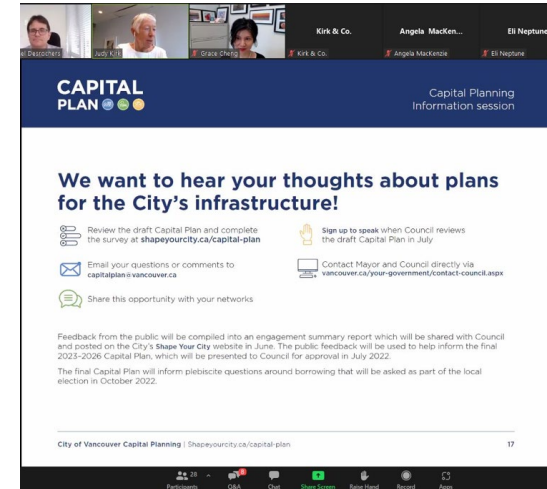 el Desrochers
Judy Kirk
Grace Cheng
Kirk & Co.
Kirk & Co.
Angela MacKen...
Angela MacKenzie
Eli Neptune
Eli Neptune
CAPITAL
PLAN
Capital Planning
Information session
We want to hear your thoughts about plans
for the City's infrastructure!
Review the draft Capital Plan and complete
the survey at shapeyourcity.ca/capital-plan
Sign up to speak when Council reviews
the draft Capital Plan in July
Email your questions or comments to
capitalplan@vancouver.ca
Contact Mayor and Council directly via
vancouver.ca/your-government/contact-council.aspx
Share this opportunity with your networks
Feedback from the public will be compiled into an engagement summary report which will be shared with Council
and posted on the City's Shape Your City website in June. The public feedback will be used to help inform the final
2023-2026 Capital Plan, which will be presented to Council for approval in July 2022.
The final Capital Plan will inform plebiscite questions around borrowing that will be asked as part of the local
election in October 2022.
City of Vancouver Capital Planning | Shapeyourcity.ca/capital-plan
17
28
8
Participants
Q&A
Chat
Share Screen
Raise Hand
Record
Apps